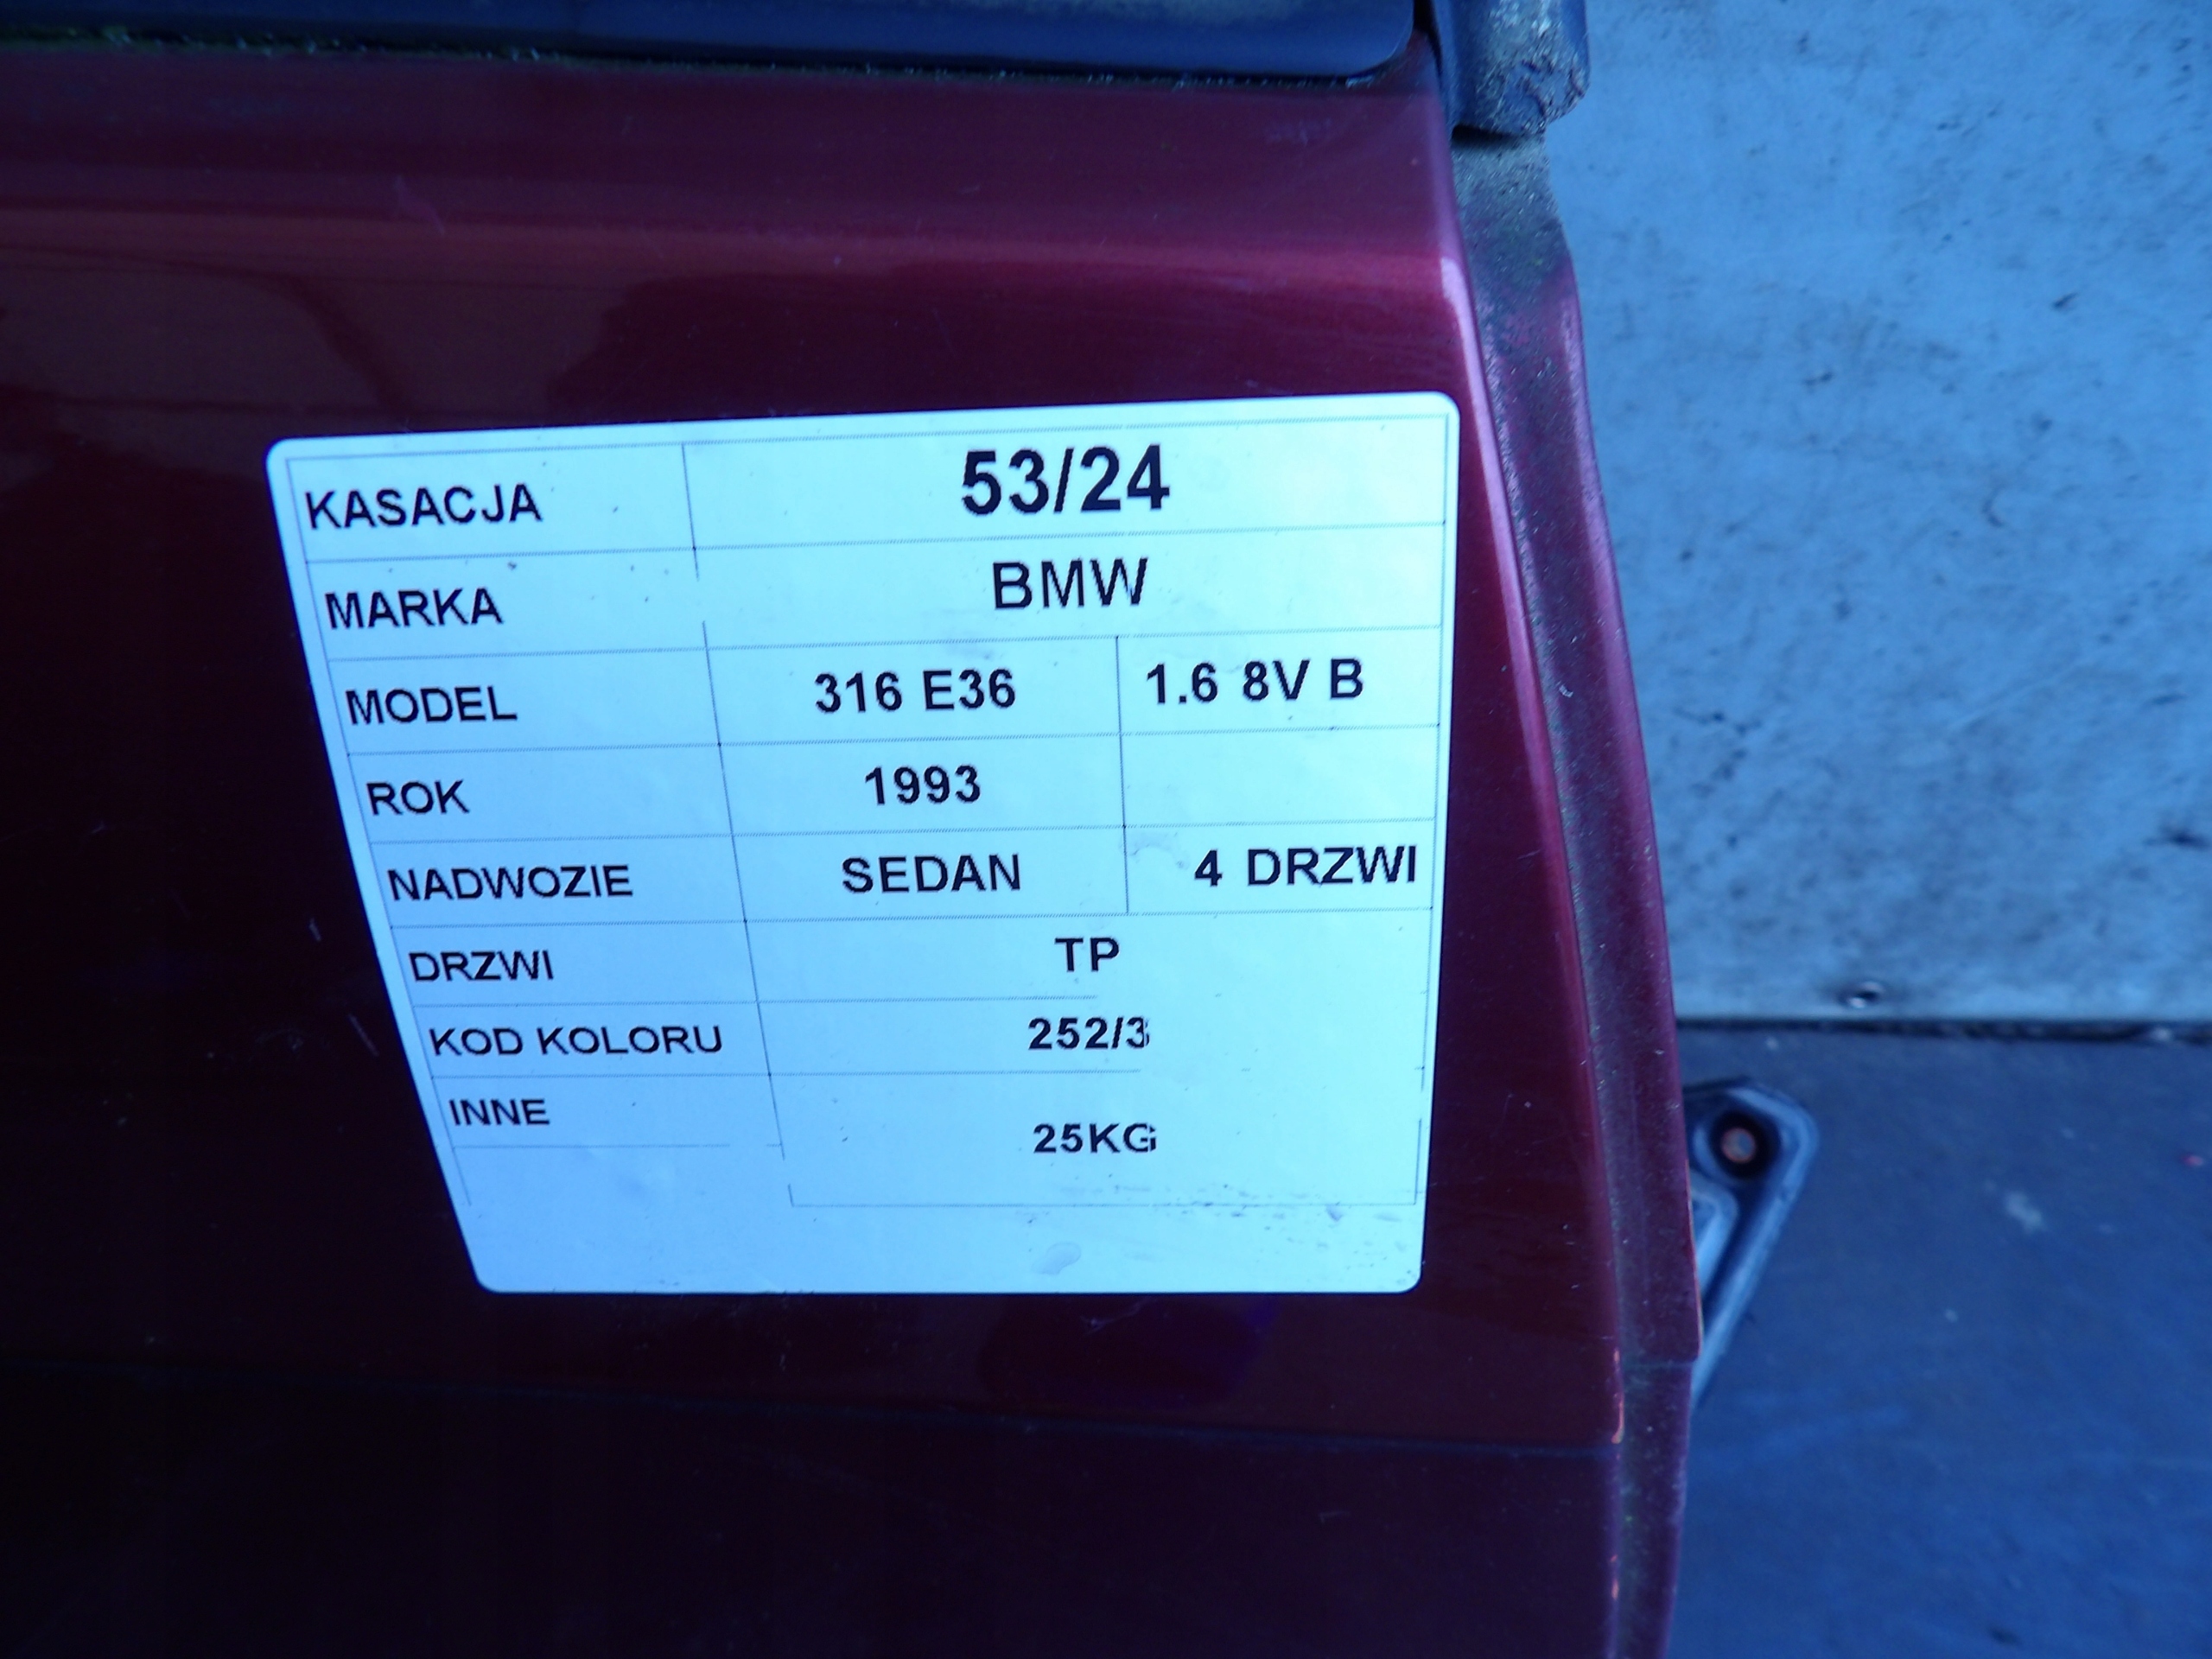 KASACJA 53/24
MARKA BMW
MODEL 316 E36 1.6 8V B
ROK 1993
NADWOZIE SEDAN 4 DRZWI
DRZWI TP
KOD KOLORU 252/3
INNE 25KG